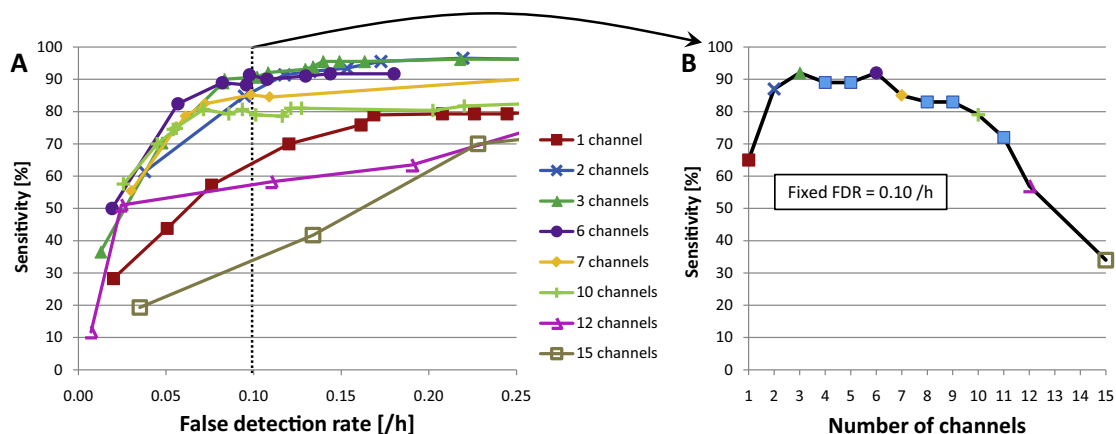 A
Sensitivity [%]
100
90
80
70
60
50
40
30
20
10
0
0.00 0.05 0.10 0.15 0.20 0.25
False detection rate [/h]
1 channel
2 channels
3 channels
6 channels
7 channels
10 channels
12 channels
15 channels
B
Sensitivity [%]
100
90
80
70
60
50
40
30
20
10
0
Fixed FDR = 0.10 /h
1 2 3 4 5 6 7 8 9 10 11 12 13 14 15
Number of channels